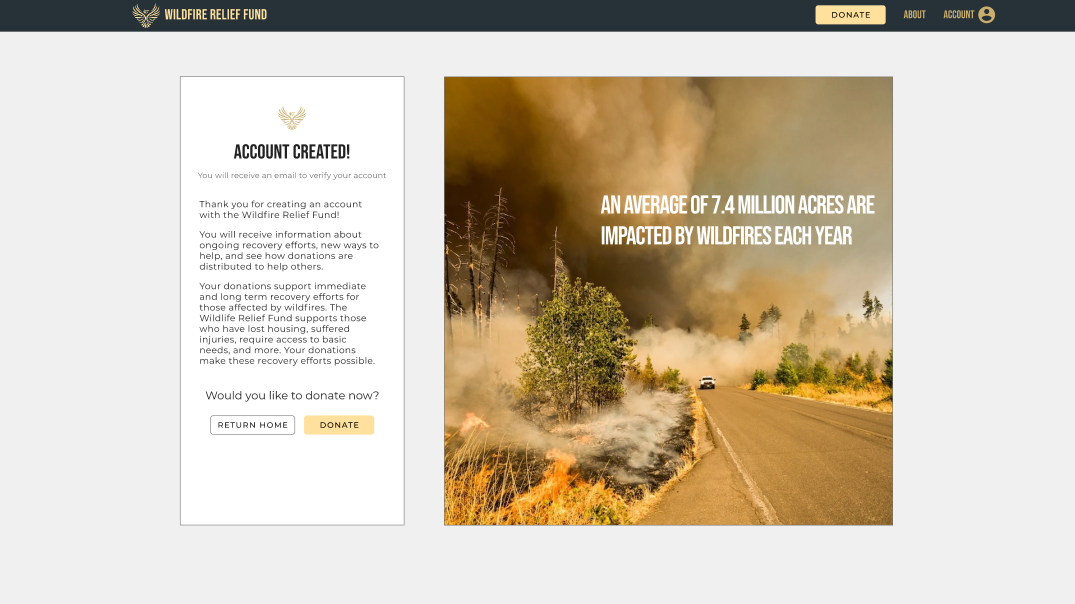 WILDFIRE RELIEF FUND
DONATE
ABOUT
ACCOUNT
ACCOUNT CREATED!
You will receive an email to verify your account
Thank you for creating an account
with the Wildfire Relief Fund!
You will receive information about
ongoing recovery efforts, new ways to
help, and see how donations are
distributed to help others.
Your donations support immediate
and long term recovery efforts for
those affected by wildfires. The
Wildlife Relief Fund supports those
who have lost housing, suffered
injuries, require access to basic
needs, and more. Your donations
make these recovery efforts possible.
Would you like to donate now?
RETURN HOME
DONATE
AN AVERAGE OF 7.4 MILLION ACRES ARE
IMPACTED BY WILDFIRES EACH YEAR